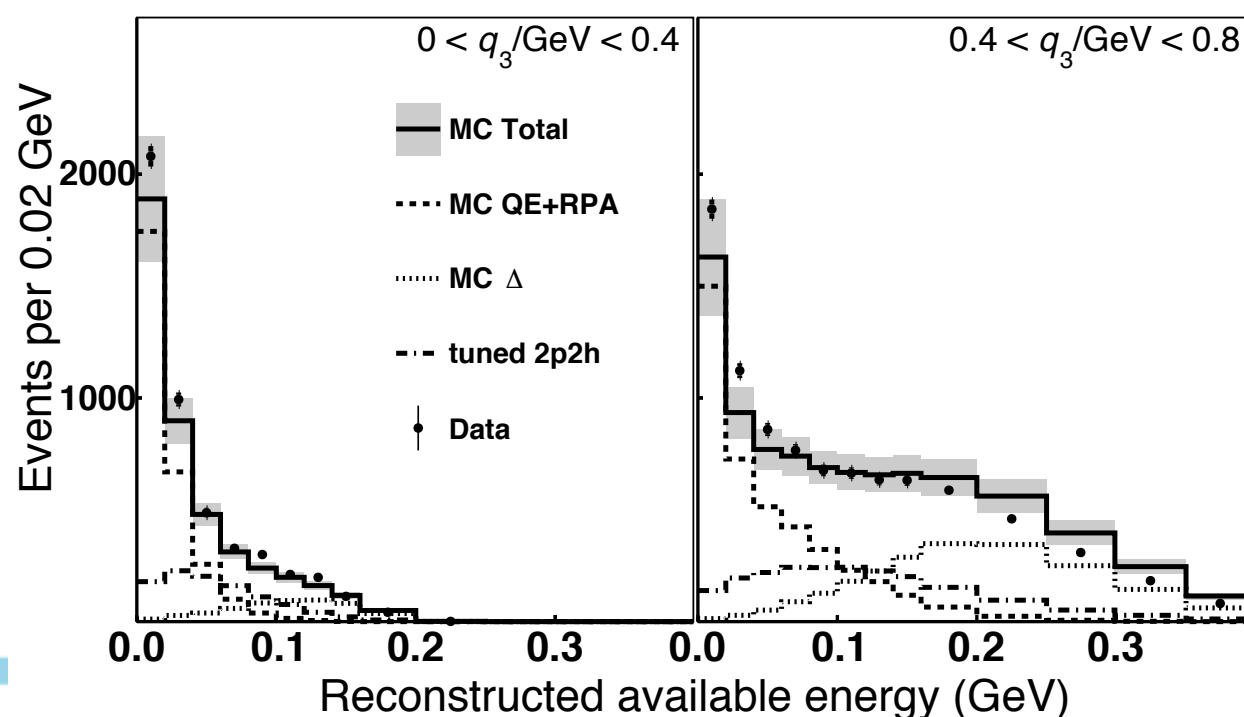 0 < q3/GeV < 0.4
0.4 < q3/GeV < 0.8
Events per 0.02 GeV
2000
1000
MC Total
MC QE+RPA
MC Δ
tuned 2p2h
Data
0.0 0.1 0.2 0.3 0.0 0.1 0.2 0.3
Reconstructed available energy (GeV)